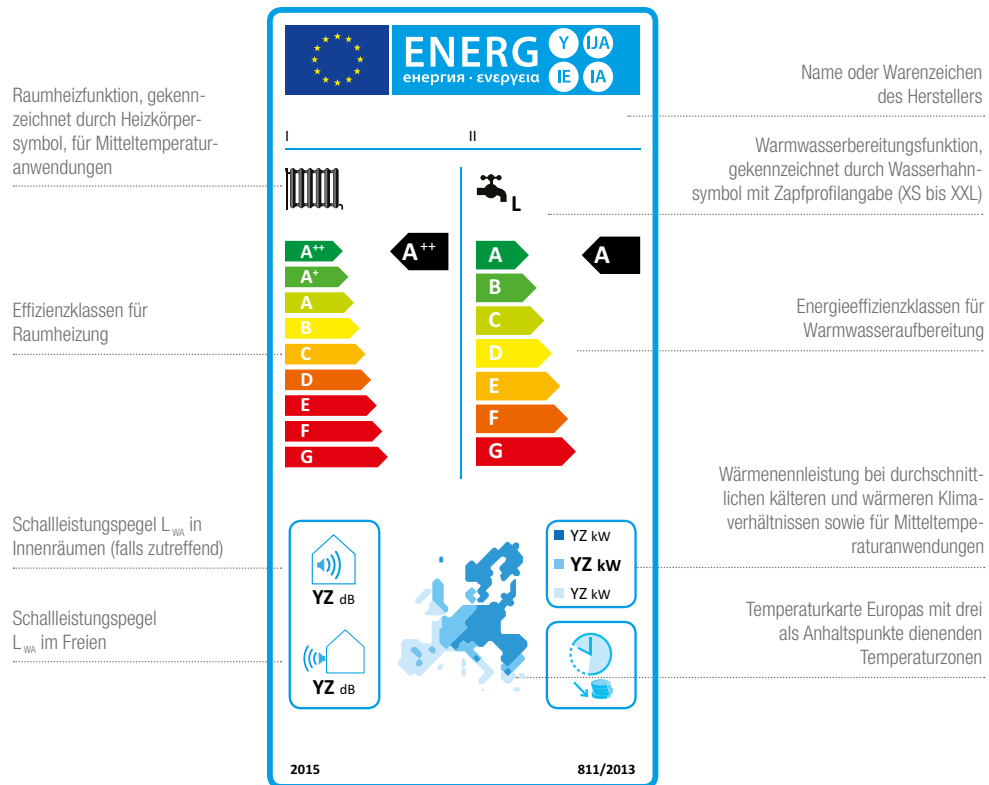 ENERG Y IJA
енергия · ενεργεια IE IA
Raumheizfunktion, gekenn-
zeichnet durch Heizkörper-
symbol, für Mitteltemperatur-
anwendungen
Name oder Warenzeichen
des Herstellers
I
II
Warmwasserbereitungsfunktion,
gekennzeichnet durch Wasserhahn-
symbol mit Zapfprofilangabe (XS bis XXL)
L
A++
A+
A
B
C
D
E
F
G
A++
A
B
C
D
E
F
G
A
Effizienzklassen für
Raumheizung
Energieeffizienzklassen für
Warmwasseraufbereitung
Schallleistungspegel LWA in
Innenräumen (falls zutreffend)
Schallleistungspegel
LWA im Freien
YZ dB
YZ dB
YZ kW
YZ kW
YZ kW
Wärmenennleistung bei durchschnitt-
lichen kälteren und wärmeren Klima-
verhältnissen sowie für Mitteltempe-
raturanwendungen
Temperaturkarte Europas mit drei
als Anhaltspunkte dienenden
Temperaturzonen
2015
811/2013